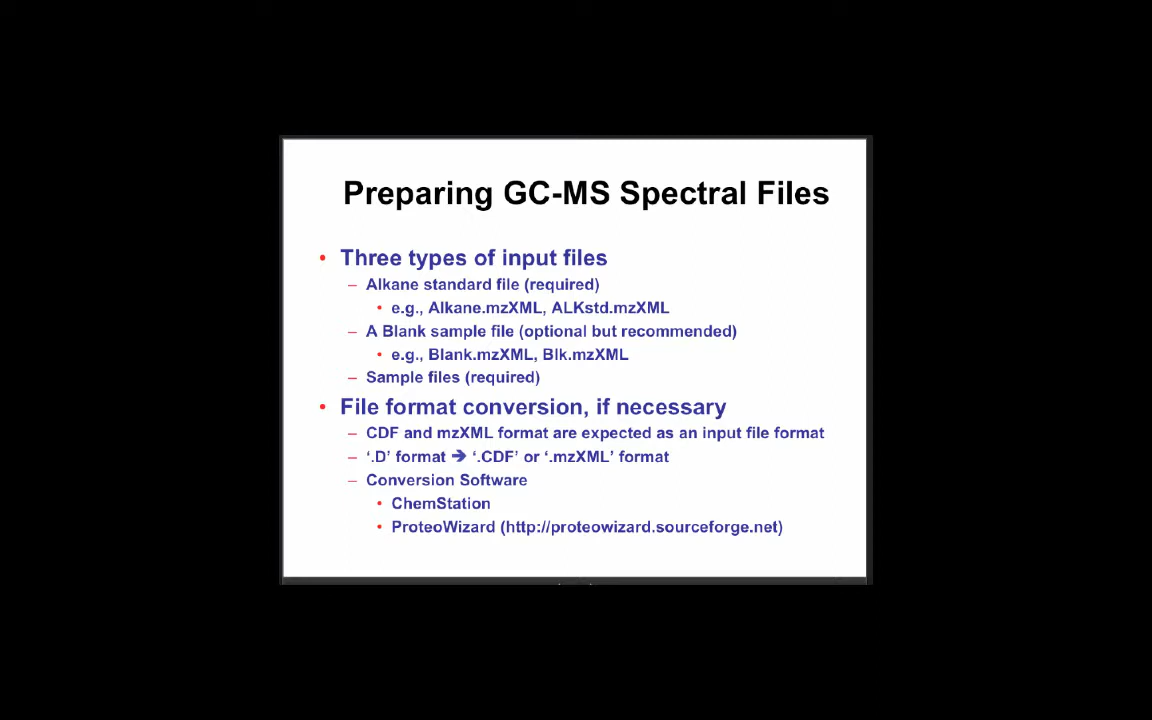 Preparing GC-MS Spectral Files
• Three types of input files
– Alkane standard file (required)
• e.g., Alkane.mzXML, ALKstd.mzXML
– A Blank sample file (optional but recommended)
• e.g., Blank.mzXML, Blk.mzXML
– Sample files (required)
• File format conversion, if necessary
– CDF and mzXML format are expected as an input file format
– ‘.D’ format ➔ ‘.CDF’ or ‘.mzXML’ format
– Conversion Software
• ChemStation
• ProteoWizard (http://proteowizard.sourceforge.net)